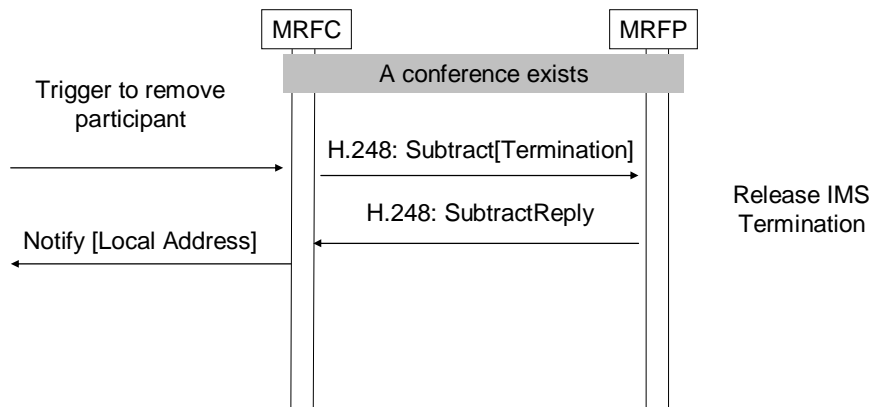 MRFC
MRFP
A conference exists
Trigger to remove
participant
H.248: Subtract[Termination]
H.248: SubtractReply
Release IMS
Termination
Notify [Local Address]